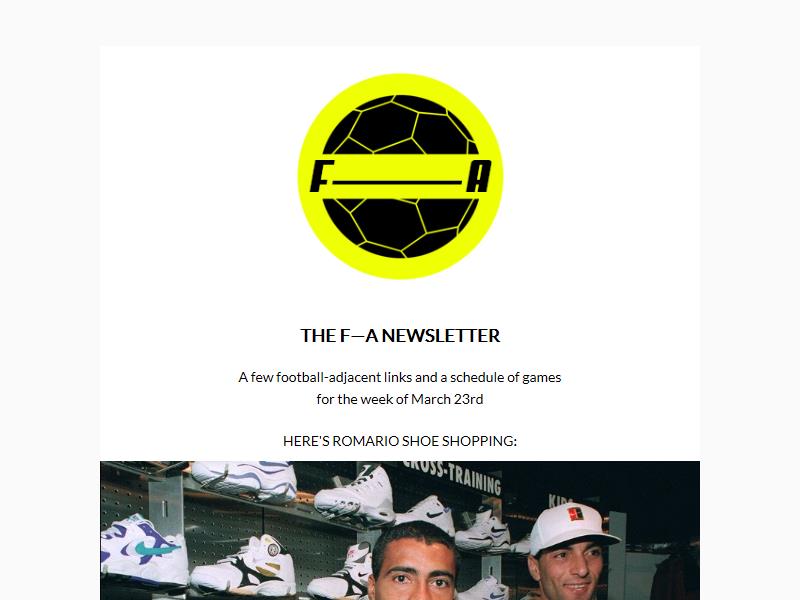 F—A
THE F—A NEWSLETTER
A few football-adjacent links and a schedule of games
for the week of March 23rd
HERE'S ROMARIO SHOE SHOPPING:
CROSS-TRAINING
KIDS